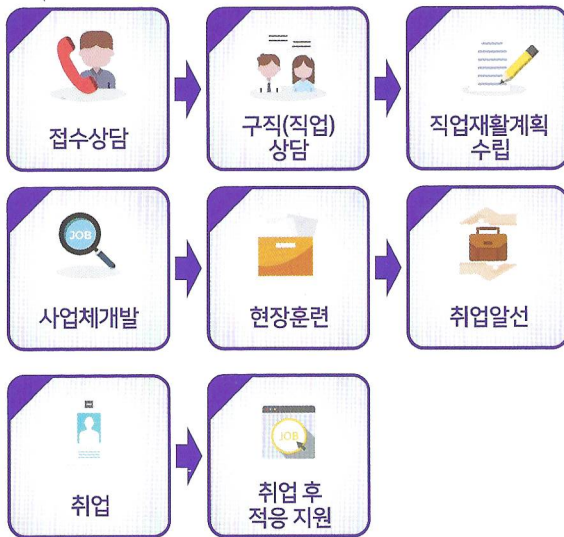 접수상담
구직(직업)
상담
직업재활계획
수립
JOB
사업체개발
현장훈련
취업알선
취업
JOB
취업 후
적응 지원